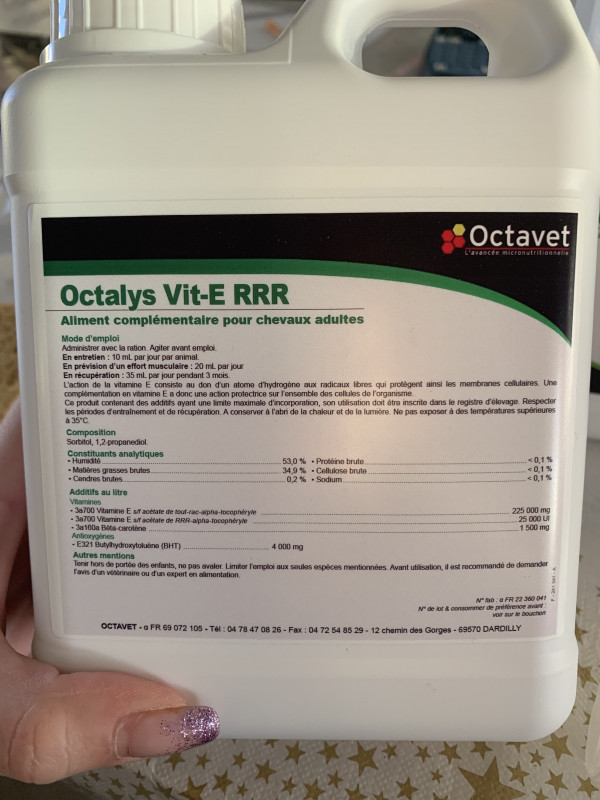 Octavet
L'avancée micronutritionnelle
Octalys Vit-E RRR
Aliment complémentaire pour chevaux adultes
Mode d'emploi
Administrer avec la ration. Agiter avant emploi.
En entretien : 10 mL par jour par animal.
En prévision d'un effort musculaire : 20 mL par jour
En récupération : 35 mL par jour pendant 3 mois.
L'action de la vitamine E consiste au don d'un atome d'hydrogène aux radicaux libres qui protègent ainsi les membranes cellulaires. Une
complémentation en vitamine E a donc une action protectrice sur l'ensemble des cellules de l'organisme.
Ce produit contenant des additifs ayant une limite maximale d'incorporation, son utilisation doit être inscrite dans le registre d'élevage. Respecter
les périodes d'entraînement et de récupération. A conserver à l'abri de la chaleur et de la lumière. Ne pas exposer à des températures supérieures
à 35°C.
Composition
Sorbitol, 1,2-propanediol.
Constituants analytiques
• Humidité 53,0 % • Protéine brute < 0,1 %
• Matières grasses brutes 34,9 % • Cellulose brute < 0,1 %
• Cendres brutes 0,2 % • Sodium < 0,1 %
Additifs au litre
Vitamines
- 3a700 Vitamine E s/f acétate de tout-rac-alpha-tocophéryle 225 000 mg
- 3a700 Vitamine E s/f acétate de RRR-alpha-tocophéryle 25 000 UI
- 3a160a Bêta-carotène 1 500 mg
Antioxygènes
- E321 Butylhydroxytoluène (BHT) 4 000 mg
Autres mentions
Tenir hors de portée des enfants, ne pas avaler. Limiter l'emploi aux seules espèces mentionnées. Avant utilisation, il est recommandé de demander
l'avis d'un vétérinaire ou d'un expert en alimentation.
N° fab : α FR 22 360 041
N° de lot & consommer de préférence avant :
voir sur le bouchon
OCTAVET - α FR 69 072 105 - Tél : 04 78 47 08 26 - Fax : 04 72 54 85 29 - 12 chemin des Gorges - 69570 DARDILLY